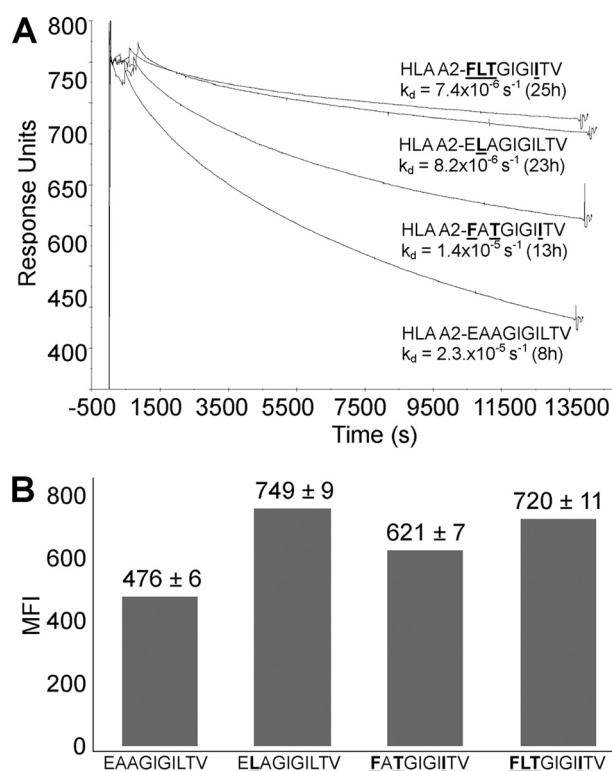 A
800
750
700
650
600
450
400
Response Units
HLA A2-FLTGIGIITV
kd = 7.4x10-6 s-1 (25h)
HLA A2-ELAGIGILTV
kd = 8.2x10-6 s-1 (23h)
HLA A2-FATGIGIITV
kd = 1.4x10-5 s-1 (13h)
HLA A2-EAAGIGILTV
kd = 2.3.x10-5 s-1 (8h)
-500 1500 3500 5500 7500 9500 11500 13500
Time (s)
B
800
600
400
200
0
MFI
476 ± 6
749 ± 9
621 ± 7
720 ± 11
EAAGIGILTV ELAGIGILTV FATGIGIITV FLTGIGIITV